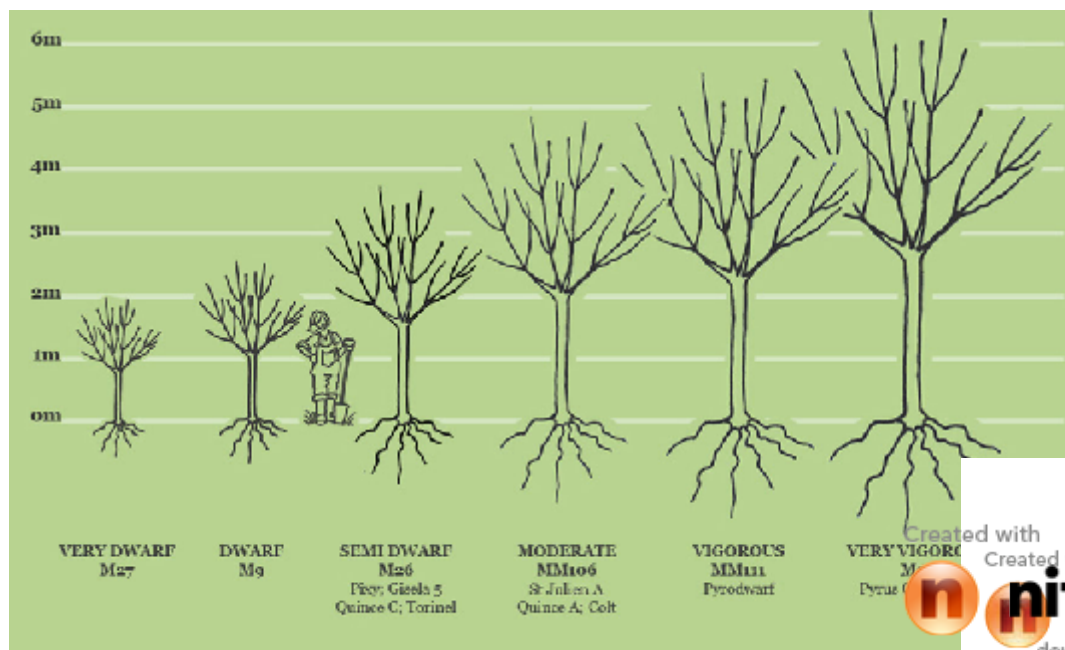 6m
5m
4m
3m
2m
1m
0m
VERY DWARF
M27
DWARF
M9
SEMI DWARF
M26
Pixy; Gisela 5
Quince C; Torinel
MODERATE
MM106
St Julien A
Quince A; Colt
VIGOROUS
MM111
Pyrodwarf
VERY
Pyrus
Created with
Created
n
n